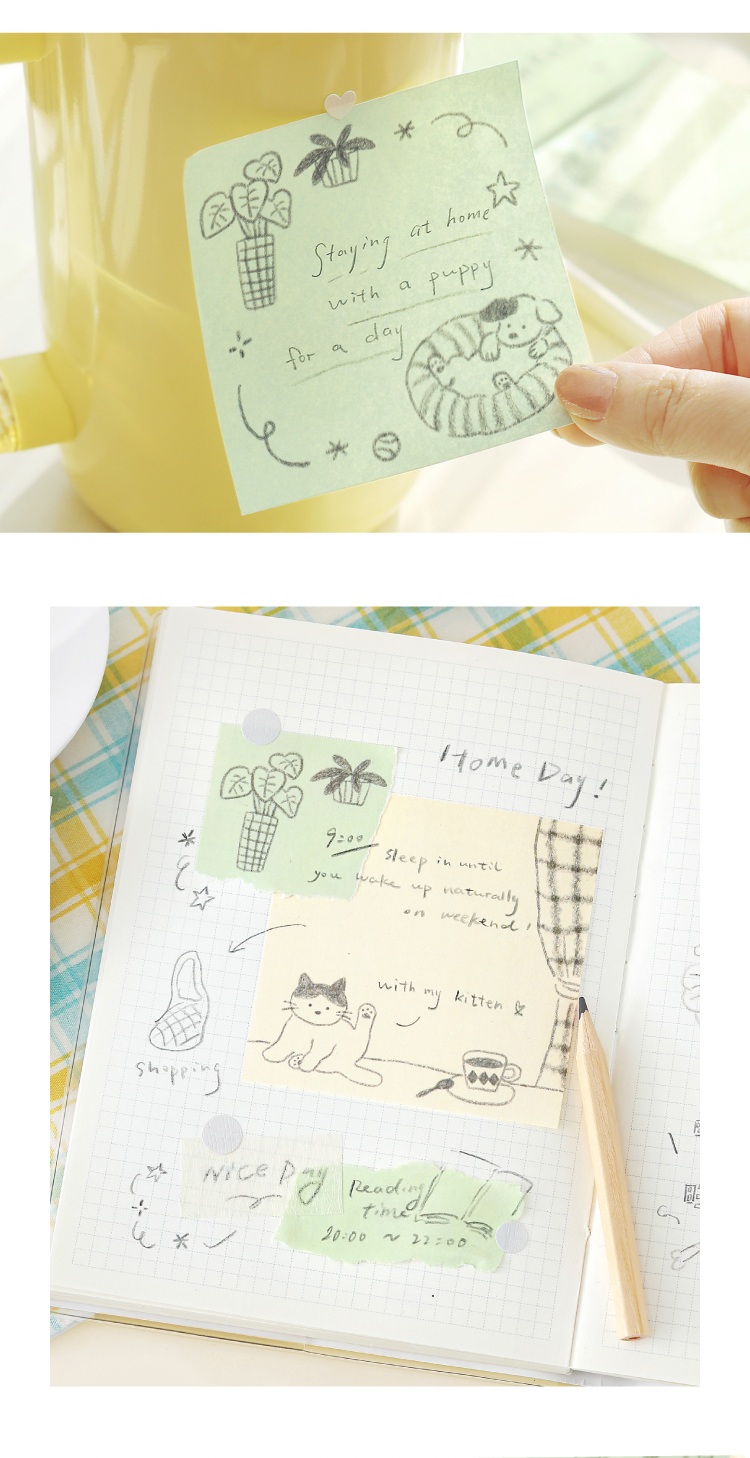 Staying at home
with a puppy
for a day
Home Day!
9:00
Sleep in until
you wake up naturally
on weekend!
with my kitten
shopping
Nice Day
Reading
time
20:00 ~ 22:00